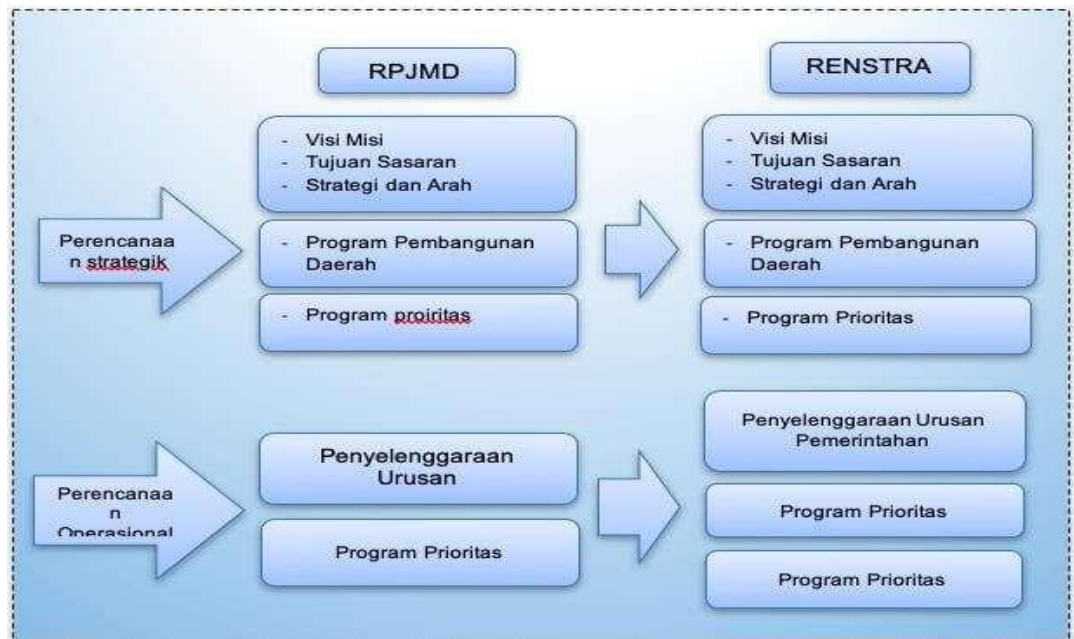 RPJMD
RENSTRA
- Visi Misi
- Tujuan Sasaran
- Strategi dan Arah
- Visi Misi
- Tujuan Sasaran
- Strategi dan Arah
Perencanaa
n strategik
- Program Pembangunan
Daerah
- Program Pembangunan
Daerah
- Program proiritas
- Program Prioritas
Perencanaa
n
Operasional
Penyelenggaraan
Urusan
Program Prioritas
Penyelenggaraan Urusan
Pemerintahan
Program Prioritas
Program Prioritas